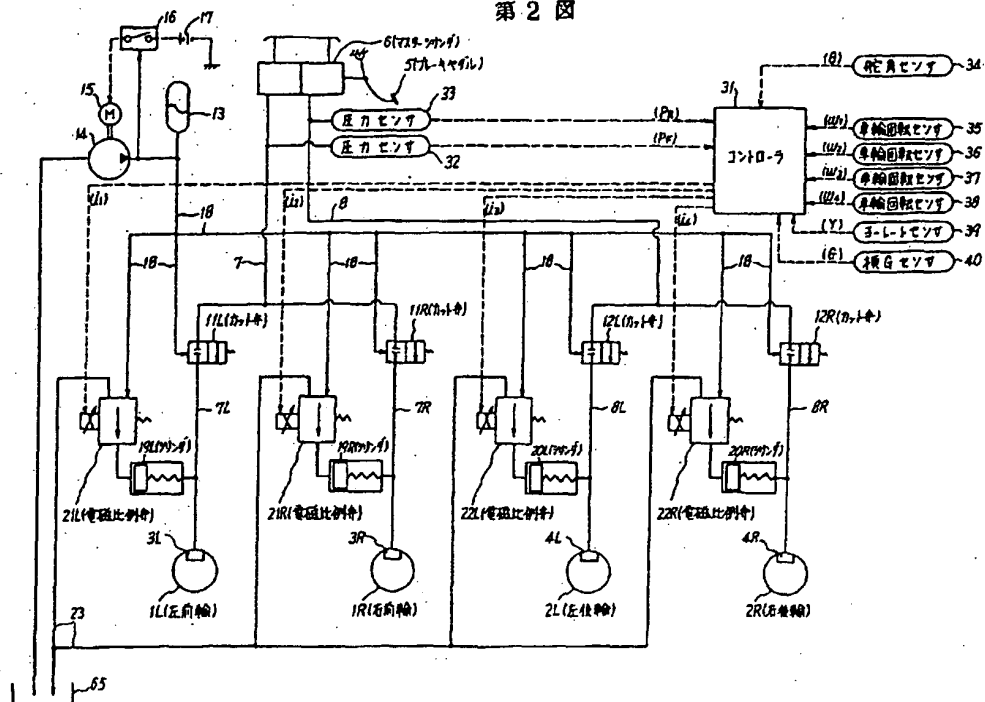 第2図
16
17
6(マスターシリンダ)
5(ブレーキペダル)
15
M
13
14
33
圧力センサ
(PR)
圧力センサ
(PF)
32
31
コントローラ
(θ)
舵角センサ
34
(ω1)
車輪回転センサ
35
(ω2)
車輪回転センサ
36
(ω3)
車輪回転センサ
37
(ω4)
車輪回転センサ
38
(Y)
ヨーレートセンサ
39
(G)
横Gセンサ
40
(i1)
(i2)
(i3)
(i4)
18
8
18
18
7
18
18
18
11L(カット弁)
11R(カット弁)
12L(カット弁)
12R(カット弁)
7L
7R
8L
8R
19L(シリンダ)
19R(シリンダ)
20L(シリンダ)
20R(シリンダ)
21L(電磁比例弁)
21R(電磁比例弁)
22L(電磁比例弁)
22R(電磁比例弁)
3L
3R
4L
4R
1L(左前輪)
1R(右前輪)
2L(左後輪)
2R(右後輪)
23
65